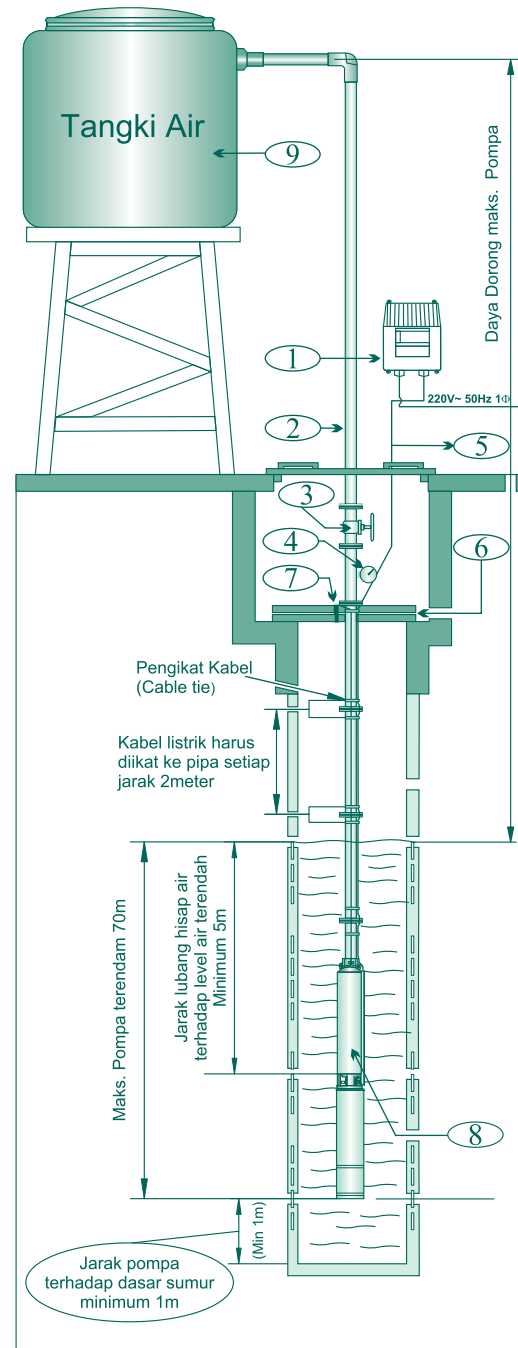 Tangki Air
9
Daya Dorong maks. Pompa
1
220V~ 50Hz 1Φ
2
5
3
4
6
7
Pengikat Kabel
(Cable tie)
Kabel listrik harus
diikat ke pipa setiap
jarak 2meter
Maks. Pompa terendam 70m
Jarak lubang hisap air
terhadap level air terendah
Minimum 5m
8
(Min 1m)
Jarak pompa
terhadap dasar sumur
minimum 1m